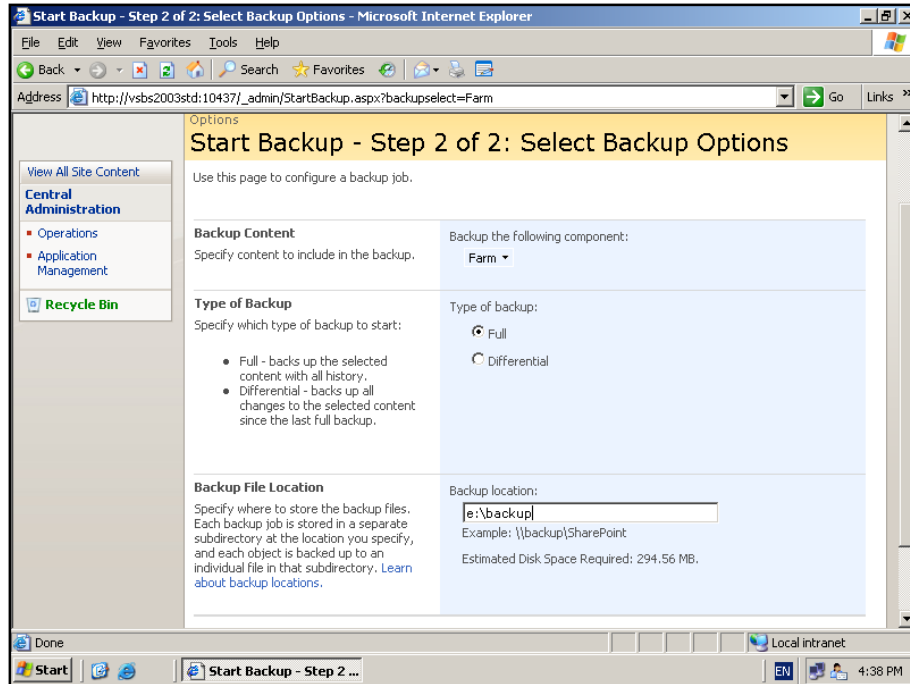 Start Backup - Step 2 of 2: Select Backup Options - Microsoft Internet Explorer
File Edit View Favorites Tools Help
Back Search Favorites
Address http://vsbs2003std:10437/_admin/StartBackup.aspx?backupselect=Farm Go Links »
Options
Start Backup - Step 2 of 2: Select Backup Options
View All Site Content
Central
Administration
Operations
Application
Management
Recycle Bin
Use this page to configure a backup job.
Backup Content
Specify content to include in the backup.
Backup the following component:
Farm
Type of Backup
Specify which type of backup to start:
• Full - backs up the selected
content with all history.
• Differential - backs up all
changes to the selected content
since the last full backup.
Type of backup:
Full
Differential
Backup File Location
Specify where to store the backup files.
Each backup job is stored in a separate
subdirectory at the location you specify,
and each object is backed up to an
individual file in that subdirectory. Learn
about backup locations.
Backup location:
e:\backup
Example: \\backup\SharePoint
Estimated Disk Space Required: 294.56 MB.
Done
Local intranet
Start
Start Backup - Step 2 ...
EN
4:38 PM